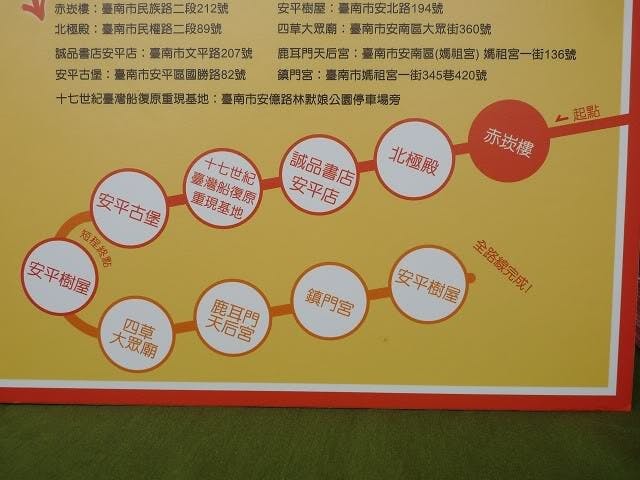 赤崁樓：臺南市民族路二段212號
安平樹屋：臺南市安北路194號
北極殿：臺南市民權路二段89號
四草大眾廟：臺南市安南區大眾街360號
誠品書店安平店：臺南市文平路207號
鹿耳門天后宮：臺南市安南區(媽祖宮) 媽祖宮一街136號
安平古堡：臺南市安平區國勝路82號
鎮門宮：臺南市媽祖宮一街345巷420號
十七世紀臺灣船復原重現基地：臺南市安億路林默娘公園停車場旁
起點
赤崁樓
北極殿
誠品書店
安平店
十七世紀
臺灣船復原
重現基地
安平古堡
短程終點
安平樹屋
四草
大眾廟
鹿耳門
天后宮
鎮門宮
安平樹屋
全路線完成!